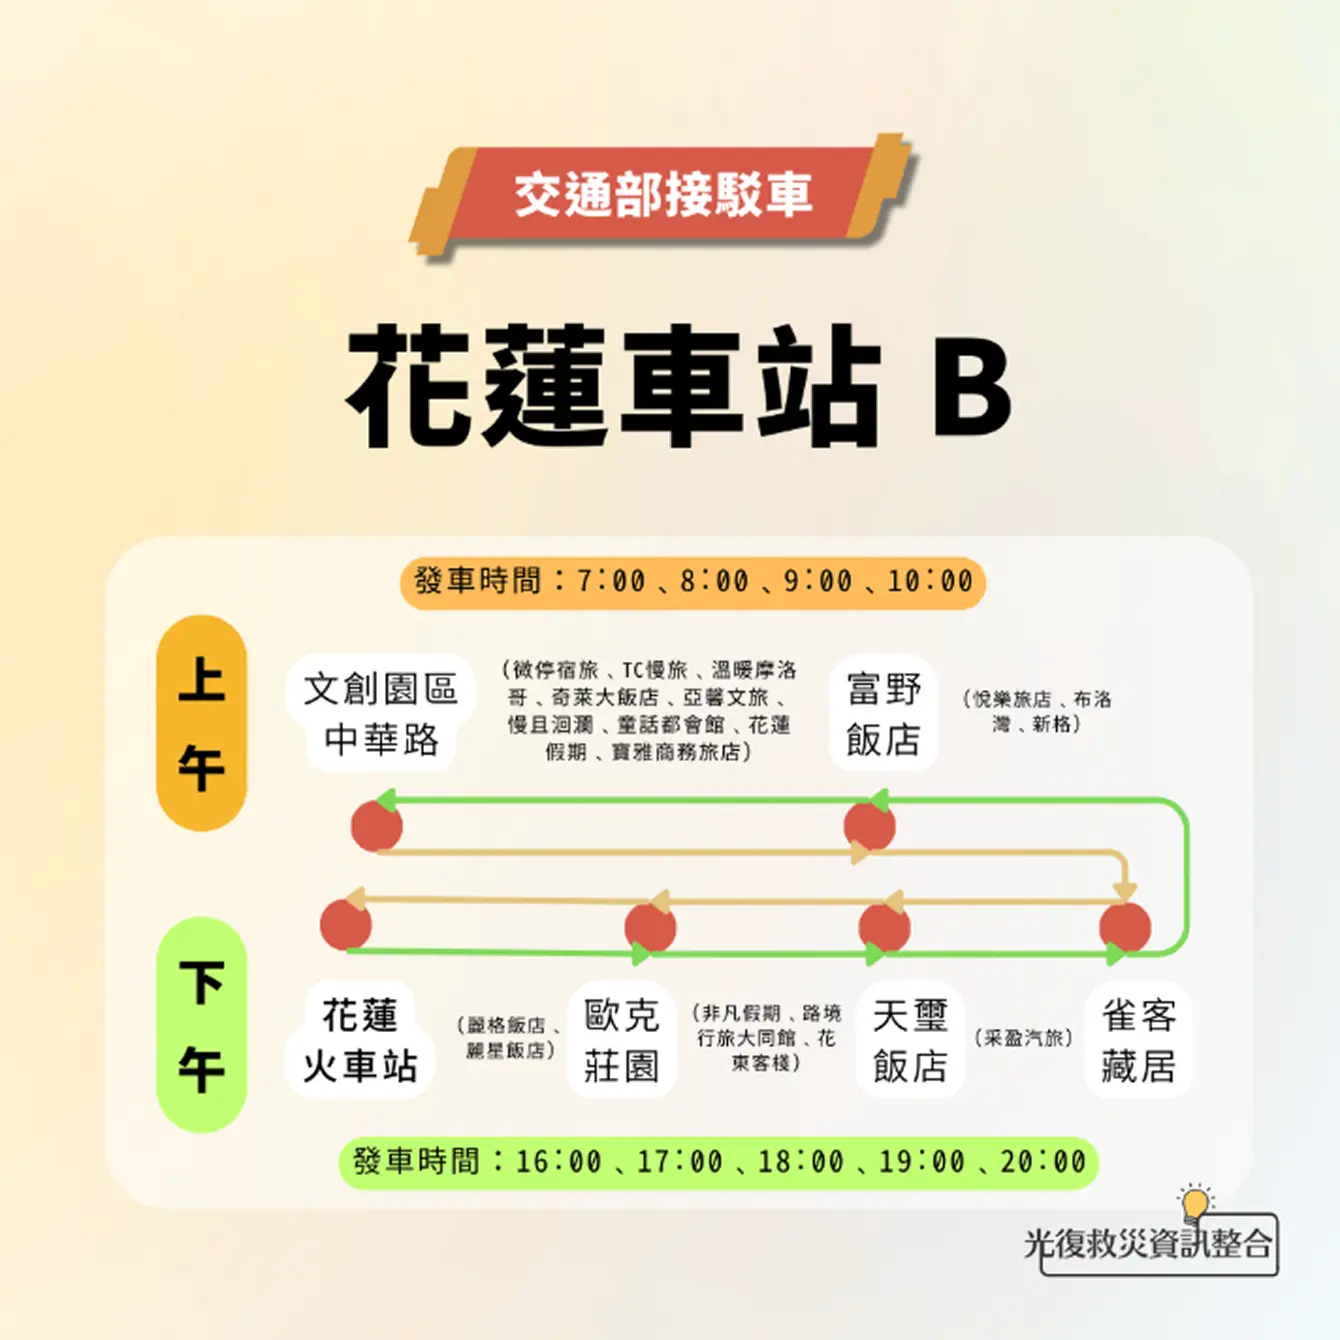 交通部接駁車
花蓮車站 B
發車時間：7:00、8:00、9:00、10:00
上
午
文創園區
中華路
（微停宿旅、TC慢旅、溫暖摩洛
哥、奇萊大飯店、亞馨文旅、
慢且洄瀾、童話都會館、花蓮
假期、寶雅商務旅店）
富野
飯店
（悅樂旅店、布洛
灣、新格）
下
午
花蓮
火車站
（麗格飯店、
麗星飯店）
歐克
莊園
（非凡假期、路境
行旅大同館、花
東客棧）
天璽
飯店
（采盈汽旅）
雀客
藏居
發車時間：16:00、17:00、18:00、19:00、20:00
光復救災資訊整合